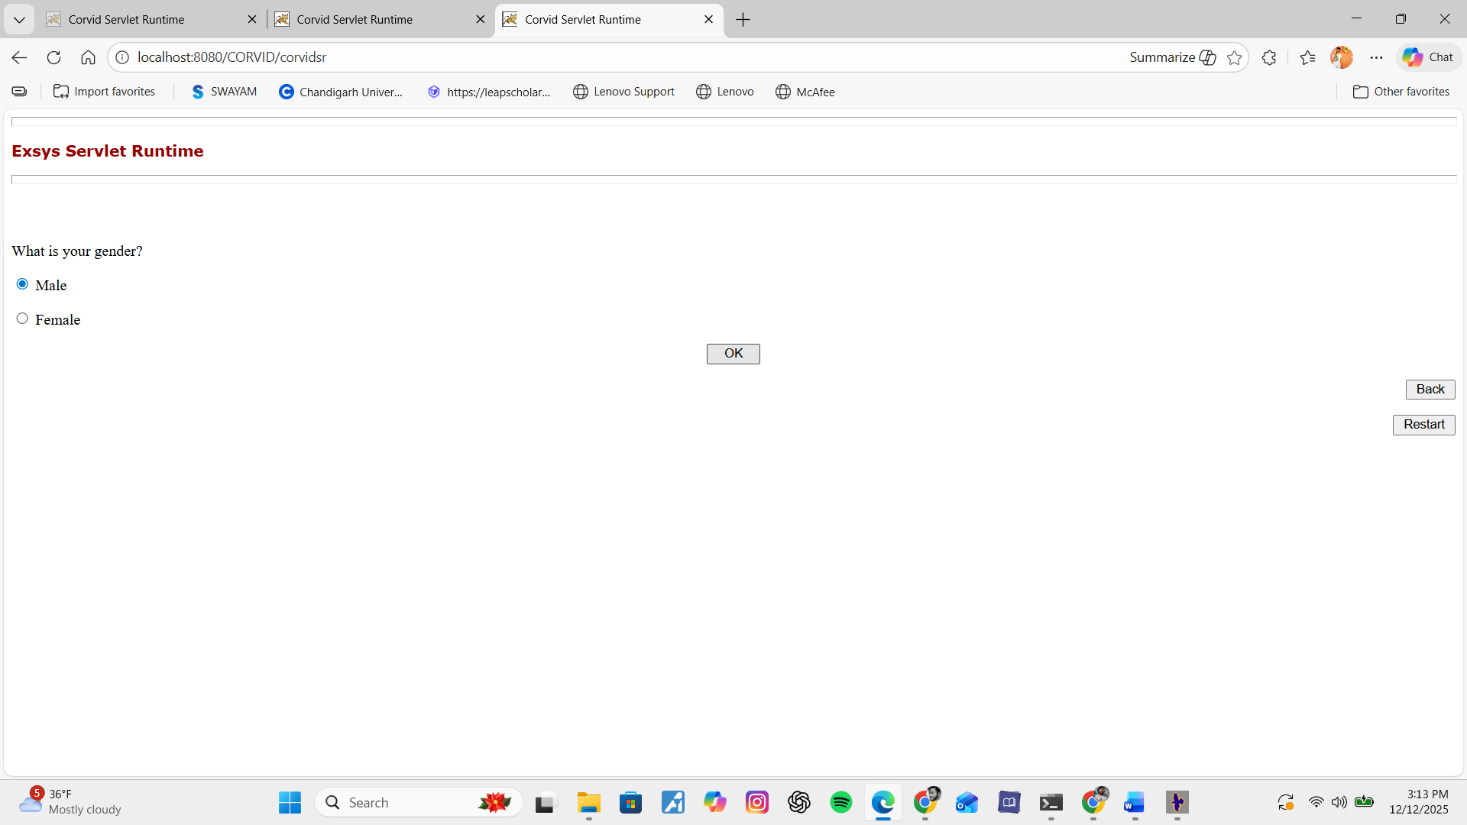 Corvid Servlet Runtime
Corvid Servlet Runtime
Corvid Servlet Runtime
localhost:8080/CORVID/corvidsr
Summarize
Chat
Import favorites
SWAYAM
Chandigarh Univer...
https://leapscholar...
Lenovo Support
Lenovo
McAfee
Other favorites
Exsys Servlet Runtime
What is your gender?
Male
Female
OK
Back
Restart
5
36°F
Mostly cloudy
Search
3:13 PM
12/12/2025